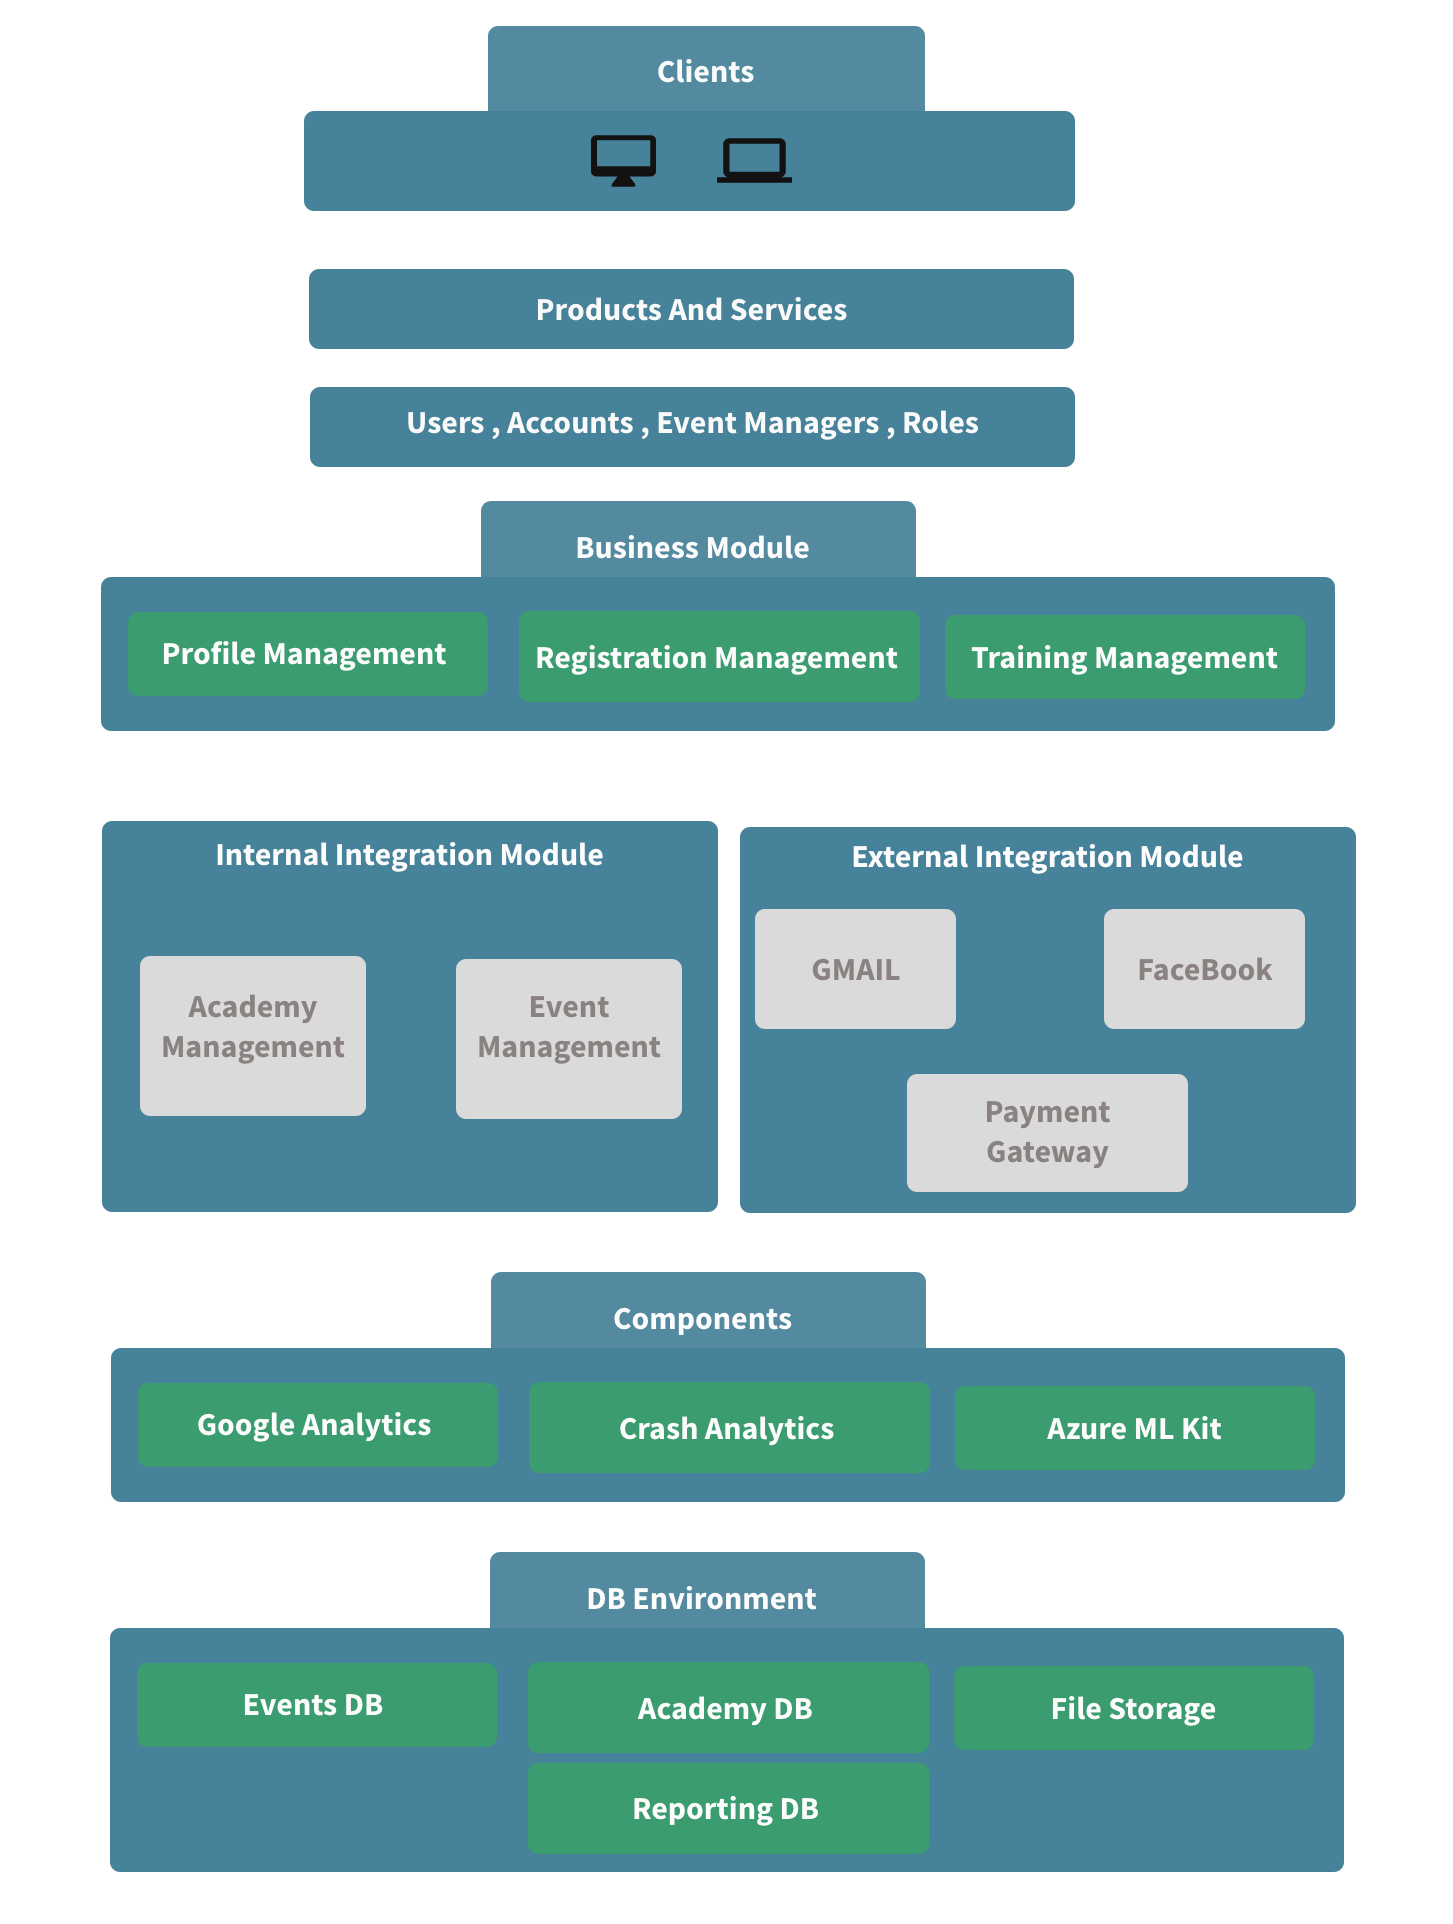 Clients
Products And Services
Users , Accounts , Event Managers , Roles
Business Module
Profile Management
Registration Management
Training Management
Internal Integration Module
Academy
Management
Event
Management
External Integration Module
GMAIL
FaceBook
Payment
Gateway
Components
Google Analytics
Crash Analytics
Azure ML Kit
DB Environment
Events DB
Academy DB
File Storage
Reporting DB